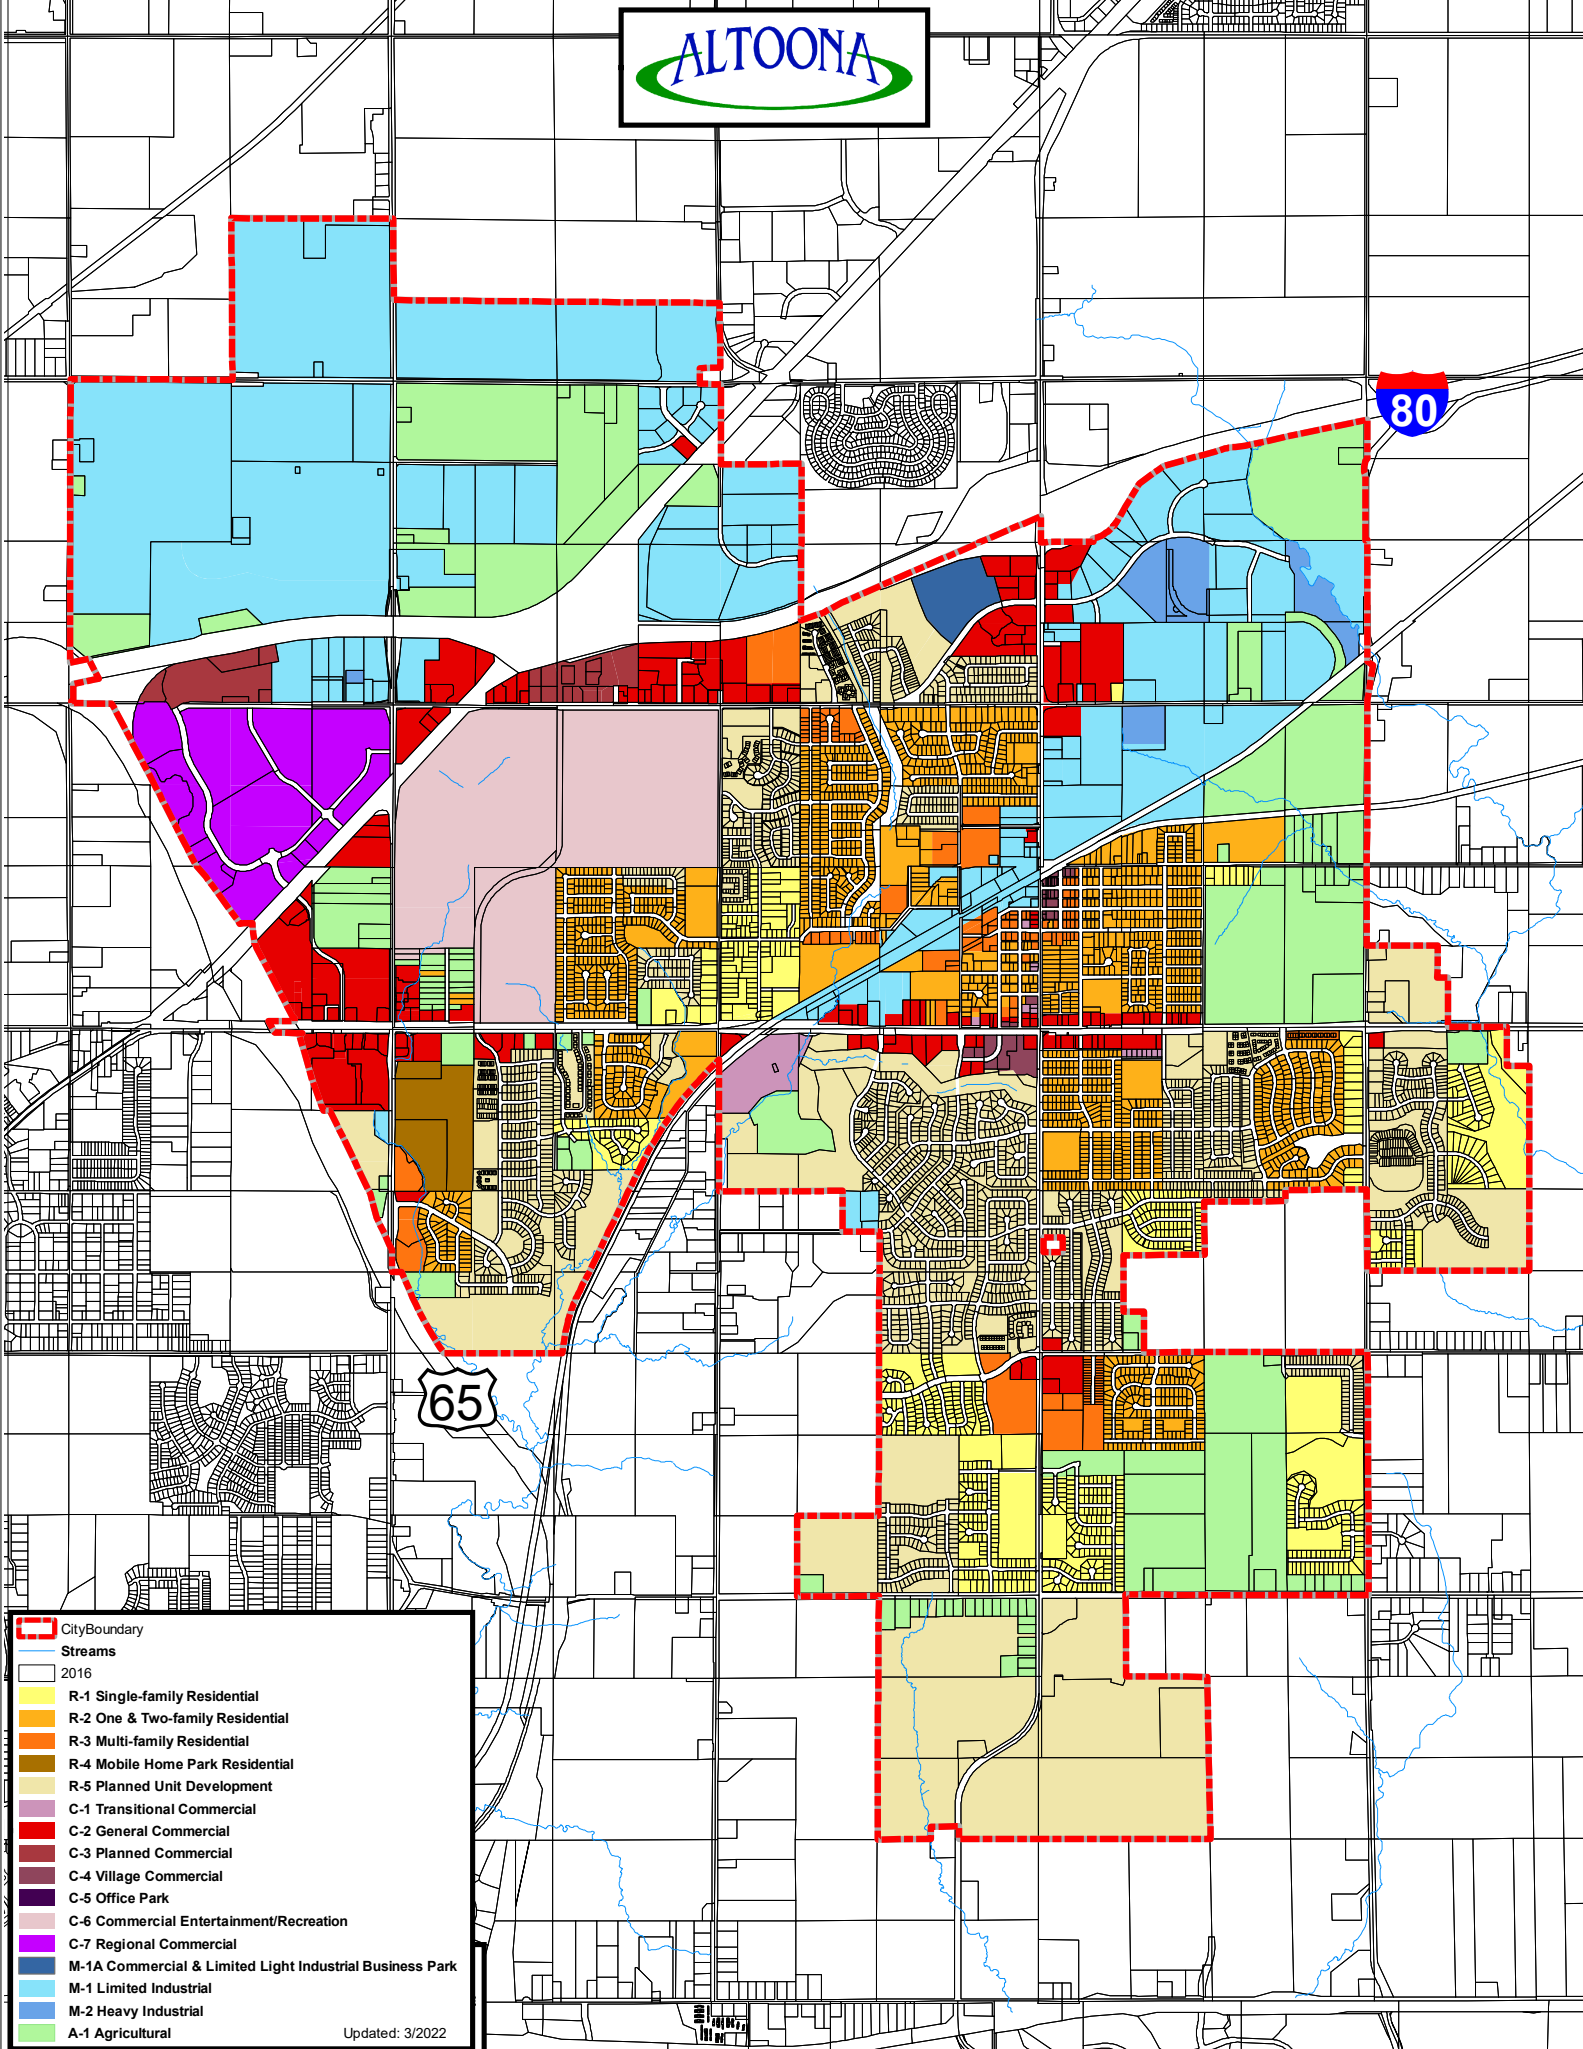 ALTOONA
80
65
CityBoundary
Streams
2016
R-1 Single-family Residential
R-2 One & Two-family Residential
R-3 Multi-family Residential
R-4 Mobile Home Park Residential
R-5 Planned Unit Development
C-1 Transitional Commercial
C-2 General Commercial
C-3 Planned Commercial
C-4 Village Commercial
C-5 Office Park
C-6 Commercial Entertainment/Recreation
C-7 Regional Commercial
M-1A Commercial & Limited Light Industrial Business Park
M-1 Limited Industrial
M-2 Heavy Industrial
A-1 Agricultural Updated: 3/2022